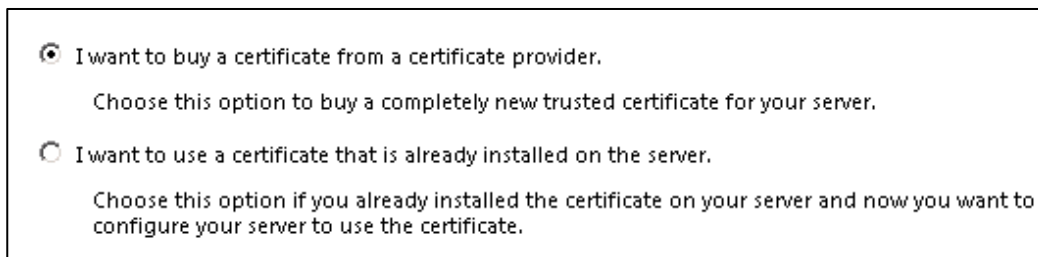 I want to buy a certificate from a certificate provider.
Choose this option to buy a completely new trusted certificate for your server.
I want to use a certificate that is already installed on the server.
Choose this option if you already installed the certificate on your server and now you want to
configure your server to use the certificate.